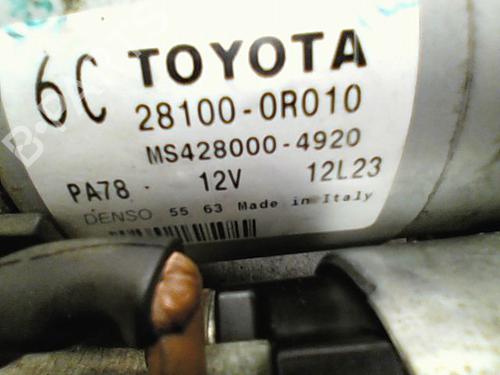 6C TOYOTA
28100-0R010
MS428000-4920
PA78 - 12V 12L23
DENSO 55 63 Made in Italy